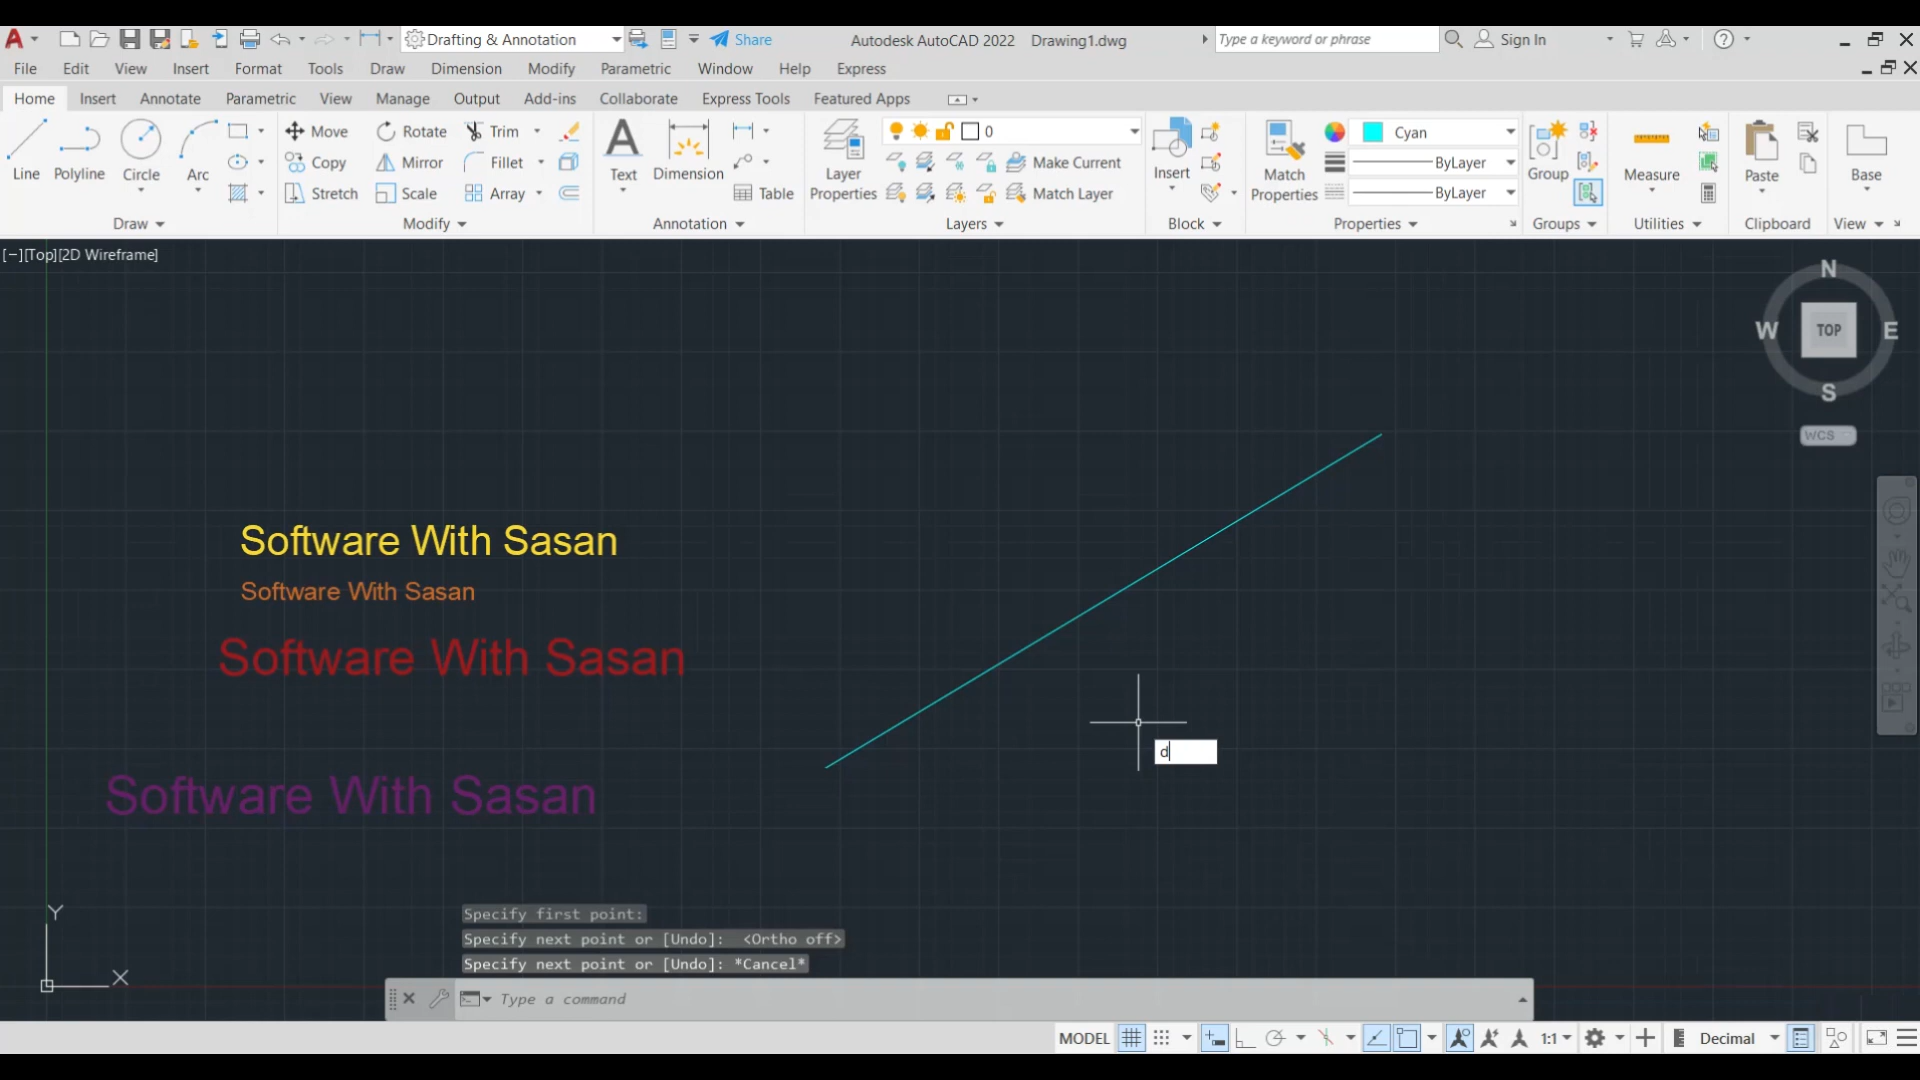 Drafting & Annotation
Share
Autodesk AutoCAD 2022 Drawing1.dwg
Type a keyword or phrase
Sign In
File Edit View Insert Format Tools Draw Dimension Modify Parametric Window Help Express
Home Insert Annotate Parametric View Manage Output Add-ins Collaborate Express Tools Featured Apps
Line Polyline Circle Arc
Move Rotate Trim
Copy Mirror Fillet
Stretch Scale Array
Text Dimension
Table
Layer
Properties
0
Make Current
Match Layer
Insert
Match
Properties
Cyan
ByLayer
ByLayer
Group
Measure
Paste
Base
Draw Modify Annotation Layers Block Properties Groups Utilities Clipboard View
[−][Top][2D Wireframe]
N
W TOP E
S
WCS
Software With Sasan
Software With Sasan
Software With Sasan
d
Software With Sasan
Y
X
Specify first point:
Specify next point or [Undo]: <Ortho off>
Specify next point or [Undo]: *Cancel*
Type a command
MODEL 1:1 Decimal